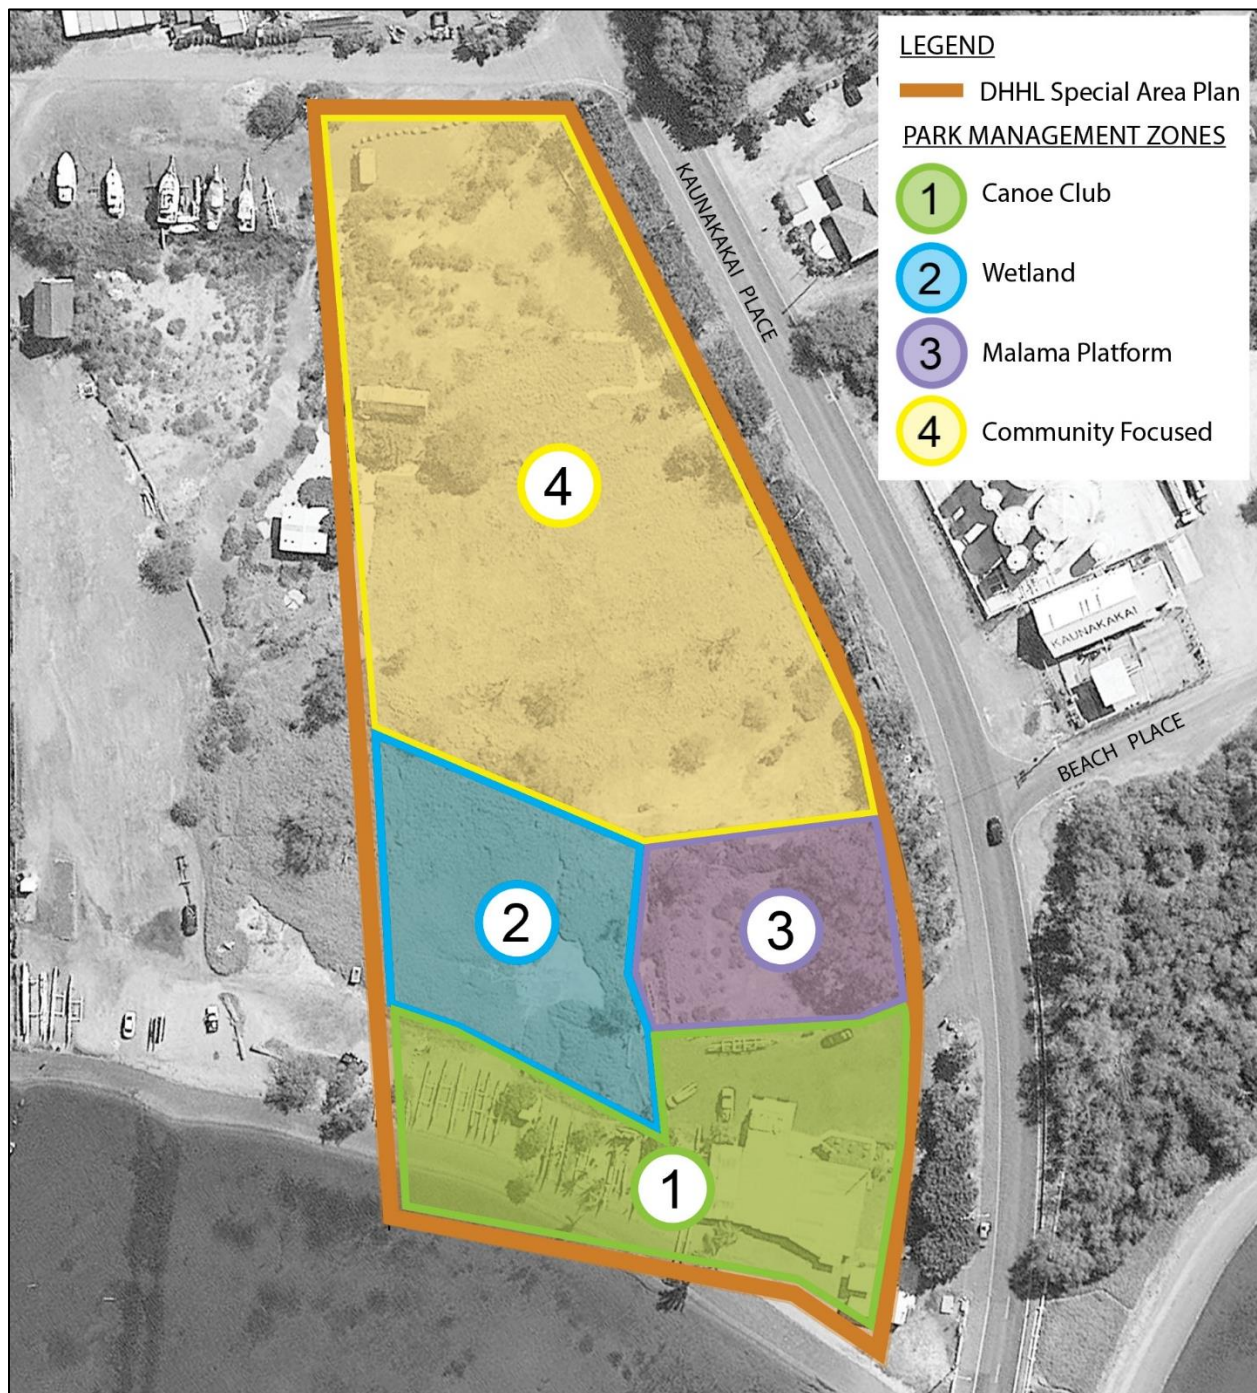 LEGEND
DHHL Special Area Plan
PARK MANAGEMENT ZONES
1 Canoe Club
2 Wetland
3 Malama Platform
4 Community Focused
KAUNAKAKAI PLACE
4
KAUNAKAKAI
BEACH PLACE
2
3
1